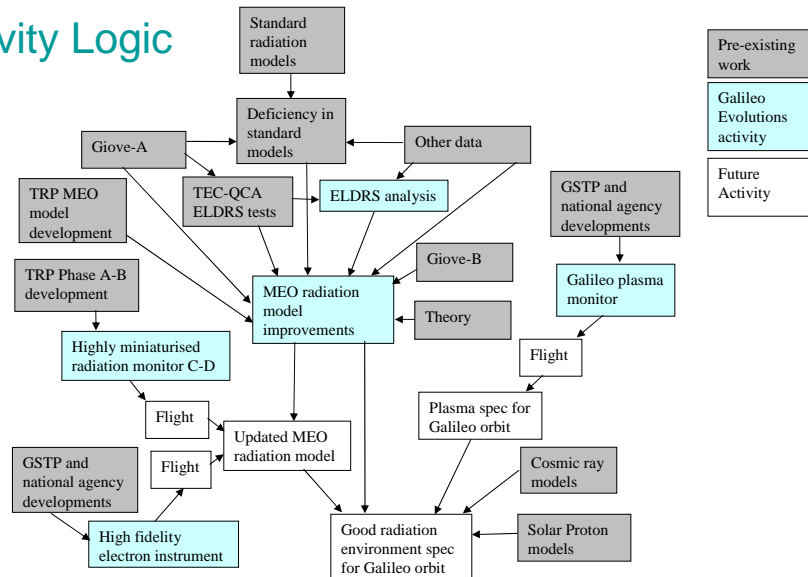 vity Logic
Standard
radiation
models
Pre-existing
work
Galileo
Evolutions
activity
Future
Activity
Deficiency in
standard
models
Giove-A
Other data
TRP MEO
model
development
TEC-QCA
ELDRS tests
ELDRS analysis
GSTP and
national agency
developments
TRP Phase A-B
development
MEO radiation
model
improvements
Giove-B
Galileo plasma
monitor
Theory
Highly miniaturised
radiation monitor C-D
Flight
Flight
Plasma spec for
Galileo orbit
Updated MEO
radiation model
GSTP and
national agency
developments
Flight
Cosmic ray
models
High fidelity
electron instrument
Good radiation
environment spec
for Galileo orbit
Solar Proton
models